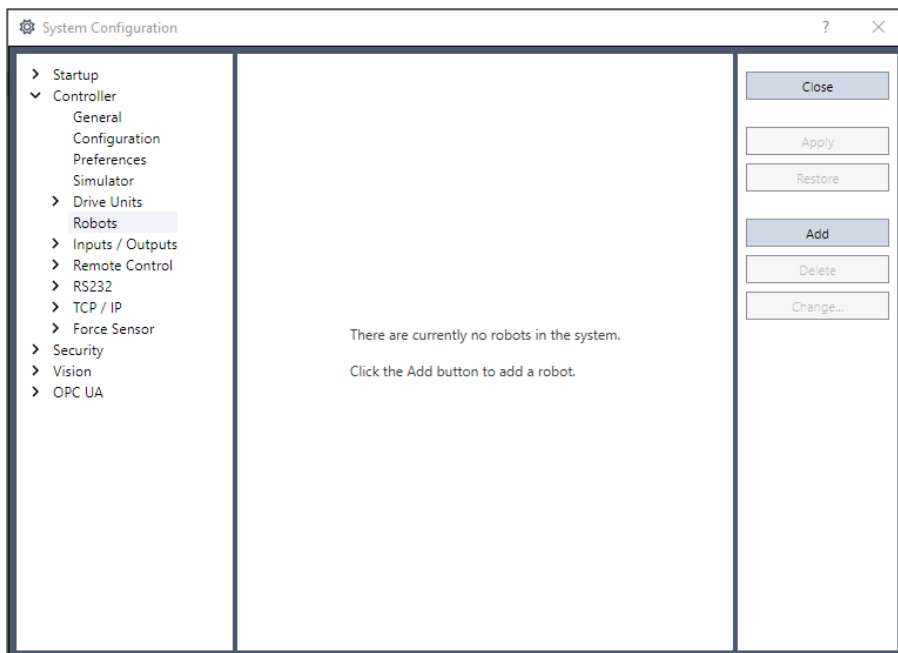 System Configuration
?
Startup
Controller
General
Configuration
Preferences
Simulator
Drive Units
Robots
Inputs / Outputs
Remote Control
RS232
TCP / IP
Force Sensor
Security
Vision
OPC UA
There are currently no robots in the system.
Click the Add button to add a robot.
Close
Apply
Restore
Add
Delete
Change...